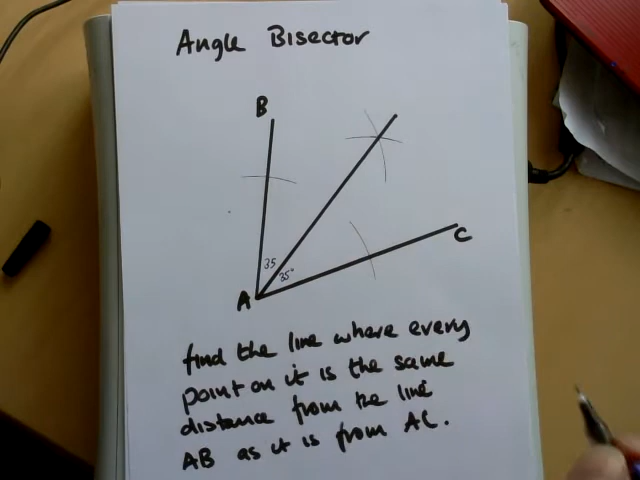 Angle Bisector
B
35
35°
C
A
find the line where every
point on it is the same
distance from the line
AB as it is from AC.